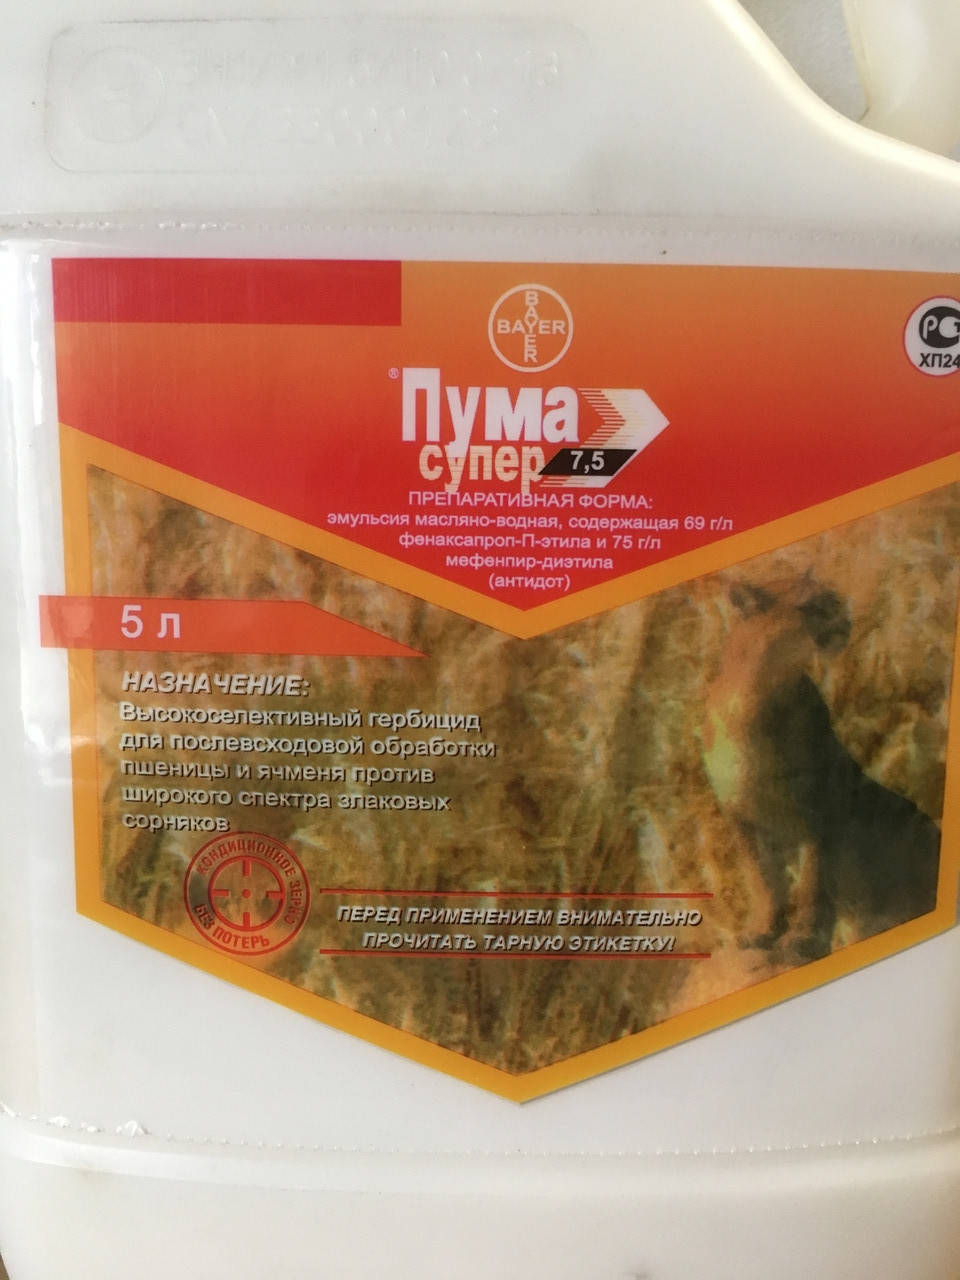 BAYER
BAYER
РСТ
ХП24
® Пума
супер 7,5
ПРЕПАРАТИВНАЯ ФОРМА:
эмульсия масляно-водная, содержащая 69 г/л
фенаксапроп-П-этила и 75 г/л
мефенпир-диэтила
(антидот)
5 л
НАЗНАЧЕНИЕ:
Высокоселективный гербицид
для послевсходовой обработки
пшеницы и ячменя против
широкого спектра злаковых
сорняков
КОНДИЦИОННОЕ ЗЕРНО
БЕЗ ПОТЕРЬ
ПЕРЕД ПРИМЕНЕНИЕМ ВНИМАТЕЛЬНО
ПРОЧИТАТЬ ТАРНУЮ ЭТИКЕТКУ!